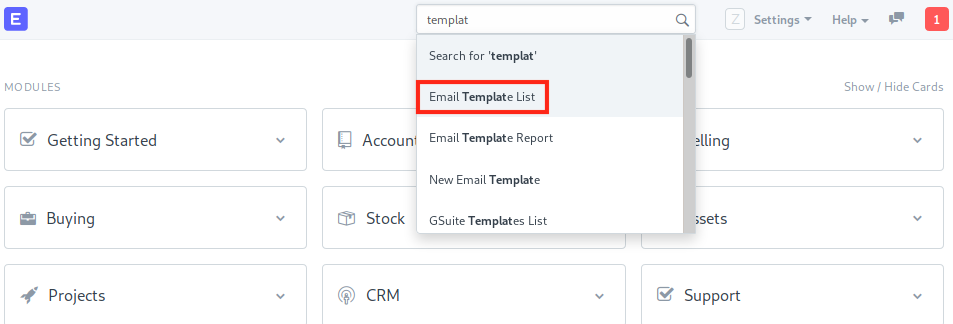 E
templat
Z
Settings
Help
1
Search for 'templat'
MODULES
Show / Hide Cards
Email Template List
Getting Started
Account
Email Template Report
elling
New Email Template
Buying
Stock
GSuite Templates List
ssets
Projects
CRM
Support